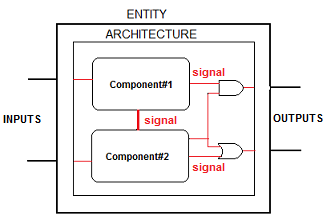 ENTITY
ARCHITECTURE
signal
Component#1
INPUTS
signal
OUTPUTS
Component#2
signal